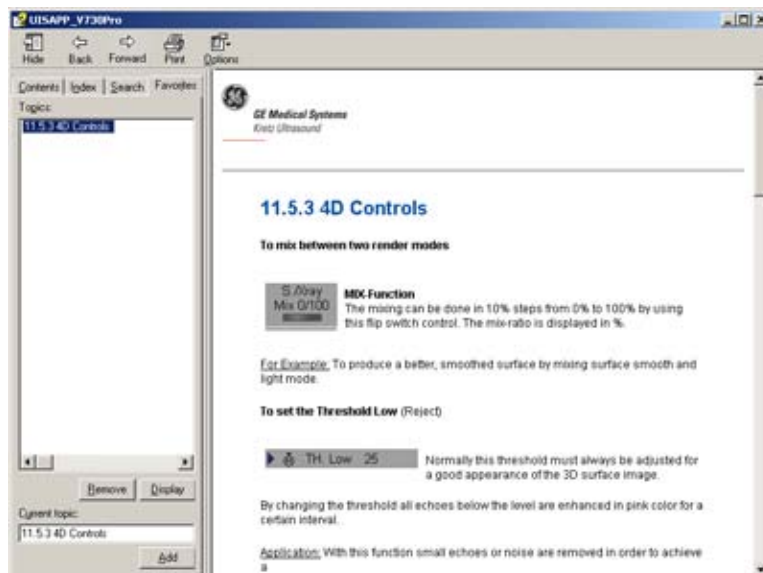 UISAPP_V730Pro
Hide Back Forward Print Options
Contents Index Search Favorites
Topics:
11.5.3 4D Controls
Remove Display
Current topic:
11.5.3 4D Controls
Add
GE Medical Systems
Kretz Ultrasound
11.5.3 4D Controls
To mix between two render modes
Mix 0/100
MIX-Function
The mixing can be done in 10% steps from 0% to 100% by using
this flip switch control. The mix-ratio is displayed in %.
For Example: To produce a better, smoothed surface by mixing surface smooth and
light mode.
To set the Threshold Low (Reject)
TH. Low 25
Normally this threshold must always be adjusted for
a good appearance of the 3D surface image.
By changing the threshold all echoes below the level are enhanced in pink color for a
certain interval.
Application: With this function small echoes or noise are removed in order to achieve
a